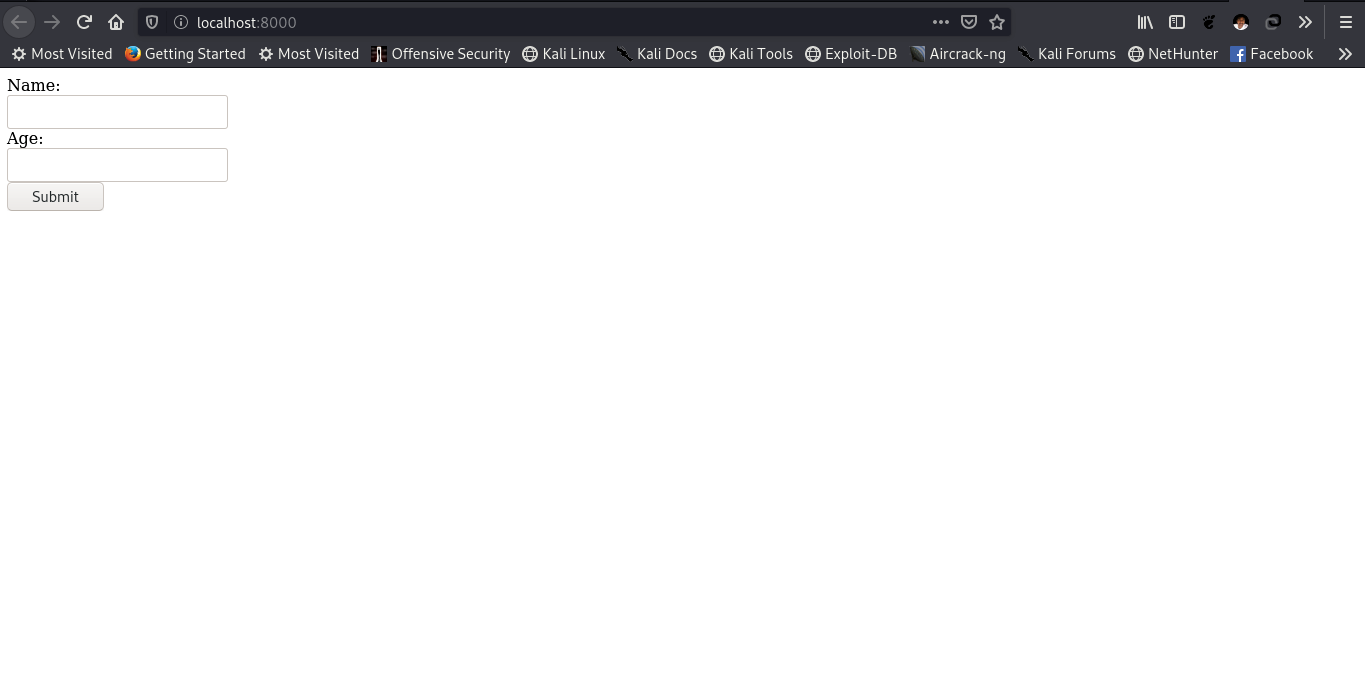 localhost:8000
Most Visited Getting Started Most Visited Offensive Security Kali Linux Kali Docs Kali Tools Exploit-DB Aircrack-ng Kali Forums NetHunter Facebook
Name:
Age:
Submit